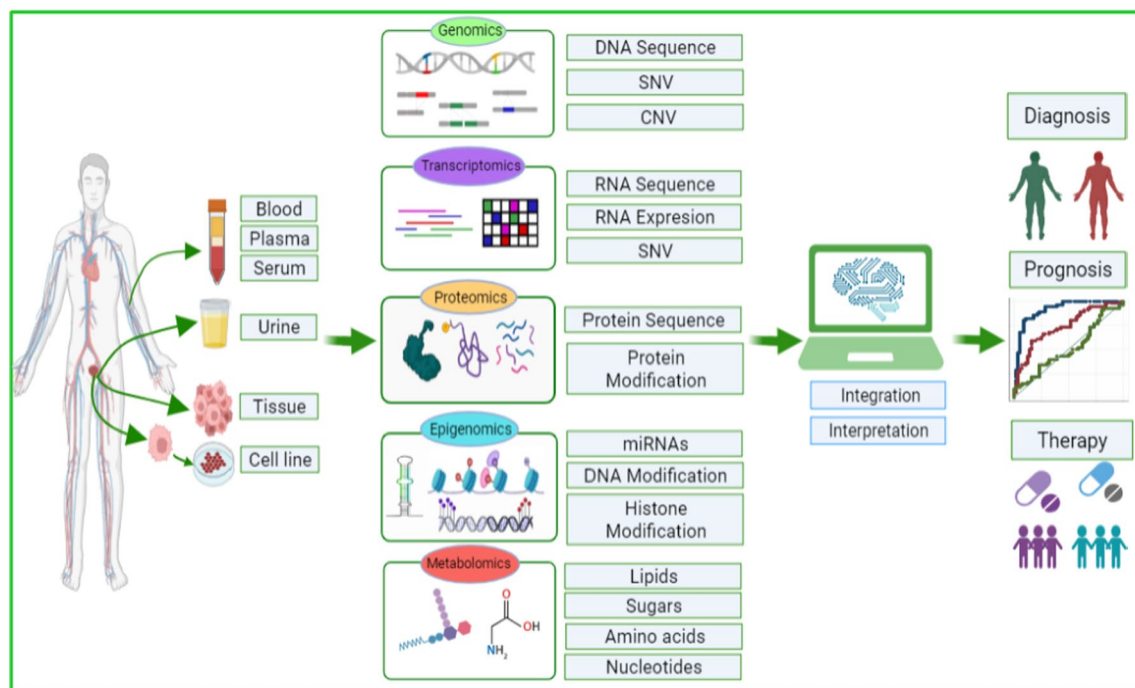 Blood
Plasma
Serum
Urine
Tissue
Cell line
Genomics
DNA Sequence
SNV
CNV
Transcriptomics
RNA Sequence
RNA Expresion
SNV
Proteomics
Protein Sequence
Protein
Modification
Epigenomics
miRNAs
DNA Modification
Histone
Modification
Metabolomics
O
OH
NH₂
Lipids
Sugars
Amino acids
Nucleotides
Integration
Interpretation
Diagnosis
Prognosis
Therapy